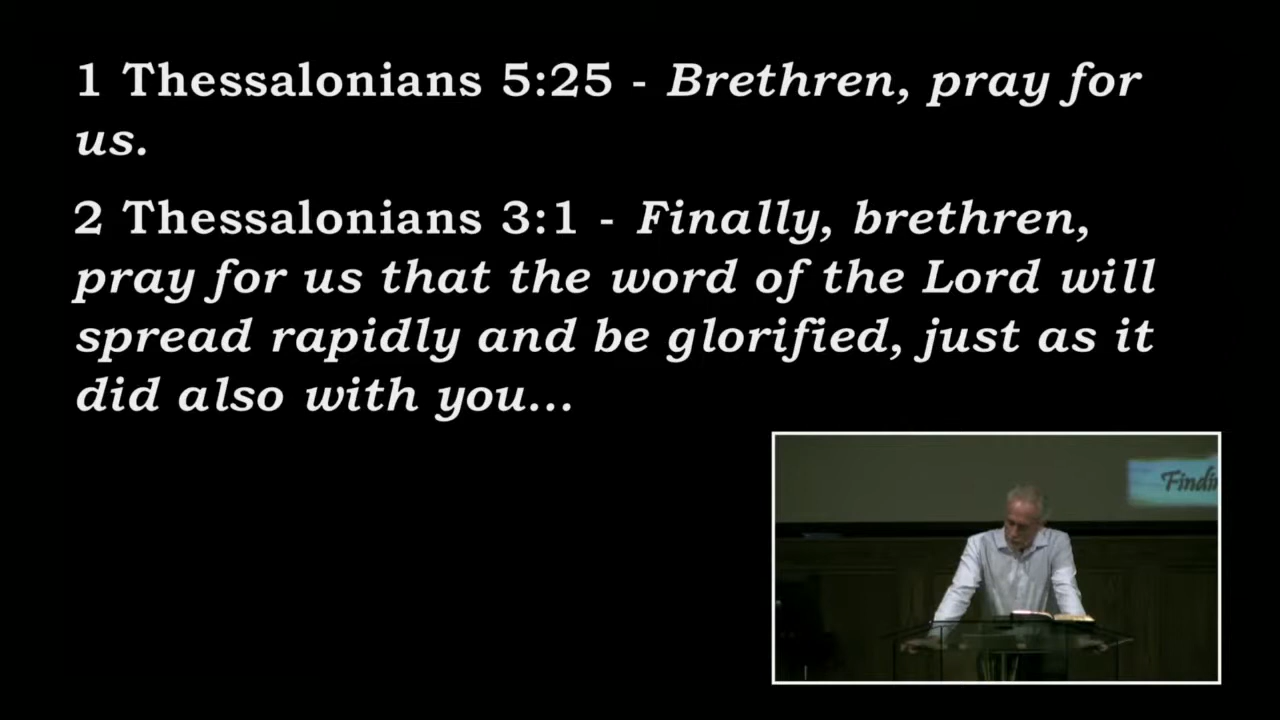 1 Thessalonians 5:25 - Brethren, pray for
us.
2 Thessalonians 3:1 - Finally, brethren,
pray for us that the word of the Lord will
spread rapidly and be glorified, just as it
did also with you...